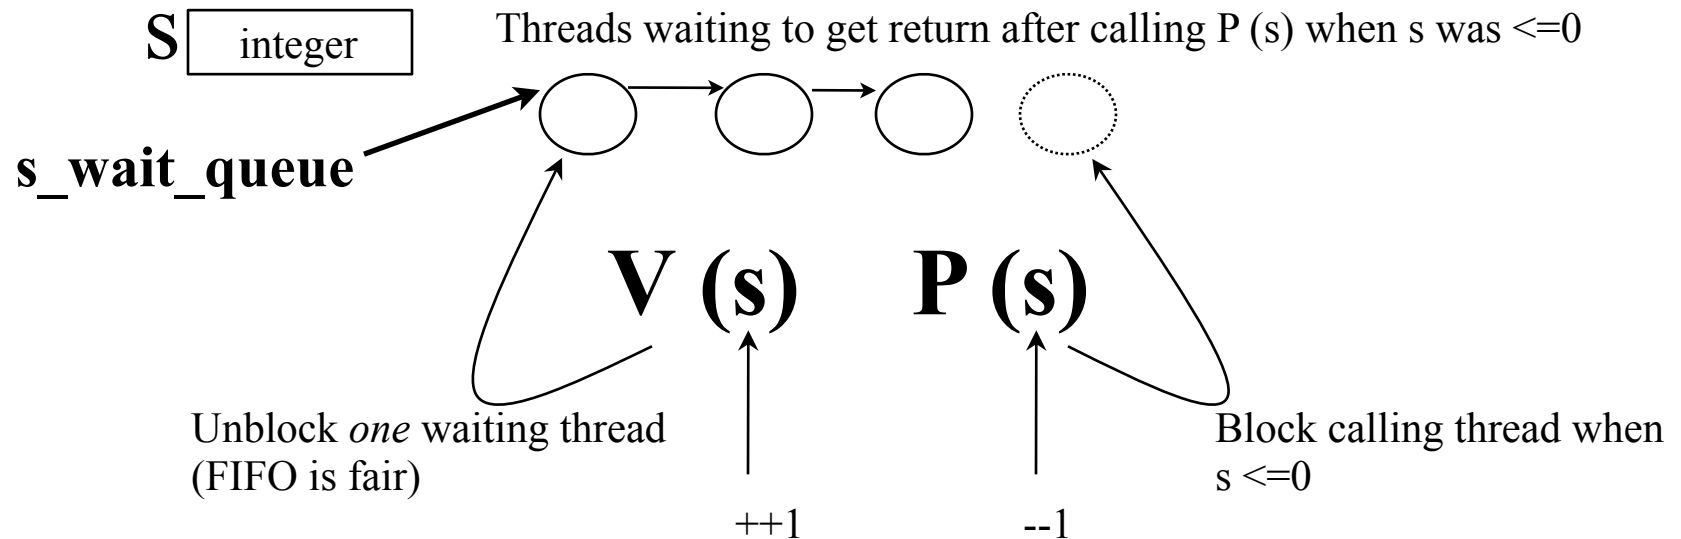 S integer
Threads waiting to get return after calling P (s) when s was <=0
s_wait_queue
V (s)
P (s)
Unblock one waiting thread
(FIFO is fair)
Block calling thread when
s <=0
++1
--1